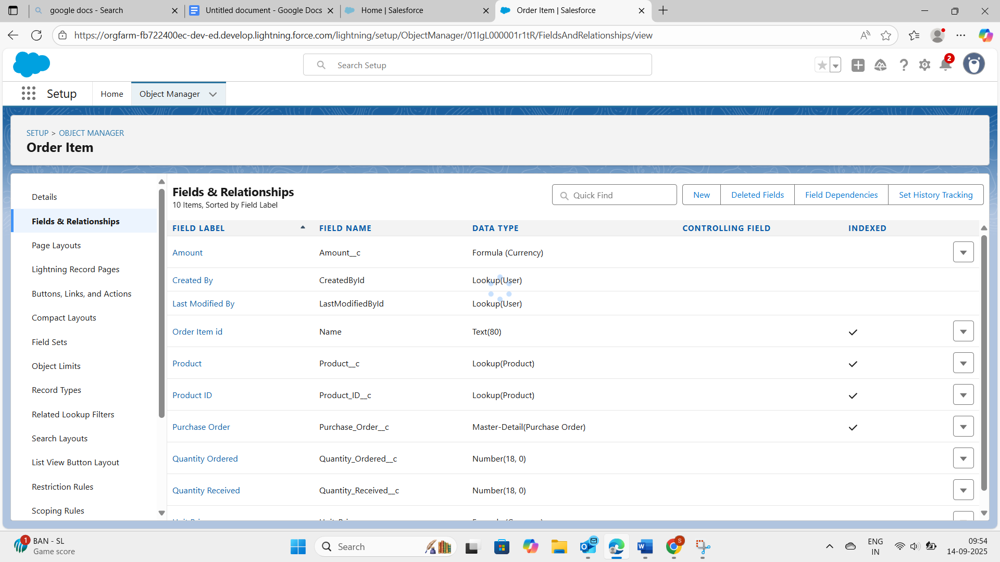 google docs - Search
Untitled document - Google Docs
Home | Salesforce
Order Item | Salesforce
https://orgfarm-fb722400ec-dev-ed.develop.lightning.force.com/lightning/setup/ObjectManager/01IgL000001r1tR/FieldsAndRelationships/view
Search Setup
2
Setup
Home
Object Manager
SETUP > OBJECT MANAGER
Order Item
Details
Fields & Relationships
Page Layouts
Lightning Record Pages
Buttons, Links, and Actions
Compact Layouts
Field Sets
Object Limits
Record Types
Related Lookup Filters
Search Layouts
List View Button Layout
Restriction Rules
Scoping Rules
Fields & Relationships
10 Items, Sorted by Field Label
Quick Find
New
Deleted Fields
Field Dependencies
Set History Tracking
FIELD LABEL FIELD NAME DATA TYPE CONTROLLING FIELD INDEXED
Amount Amount__c Formula (Currency)
Created By CreatedById Lookup(User)
Last Modified By LastModifiedById Lookup(User)
Order Item id Name Text(80)
Product Product__c Lookup(Product)
Product ID Product_ID__c Lookup(Product)
Purchase Order Purchase_Order__c Master-Detail(Purchase Order)
Quantity Ordered Quantity_Ordered__c Number(18, 0)
Quantity Received Quantity_Received__c Number(18, 0)
1
BAN - SL
Game score
Search
S
ENG
IN
09:54
14-09-2025